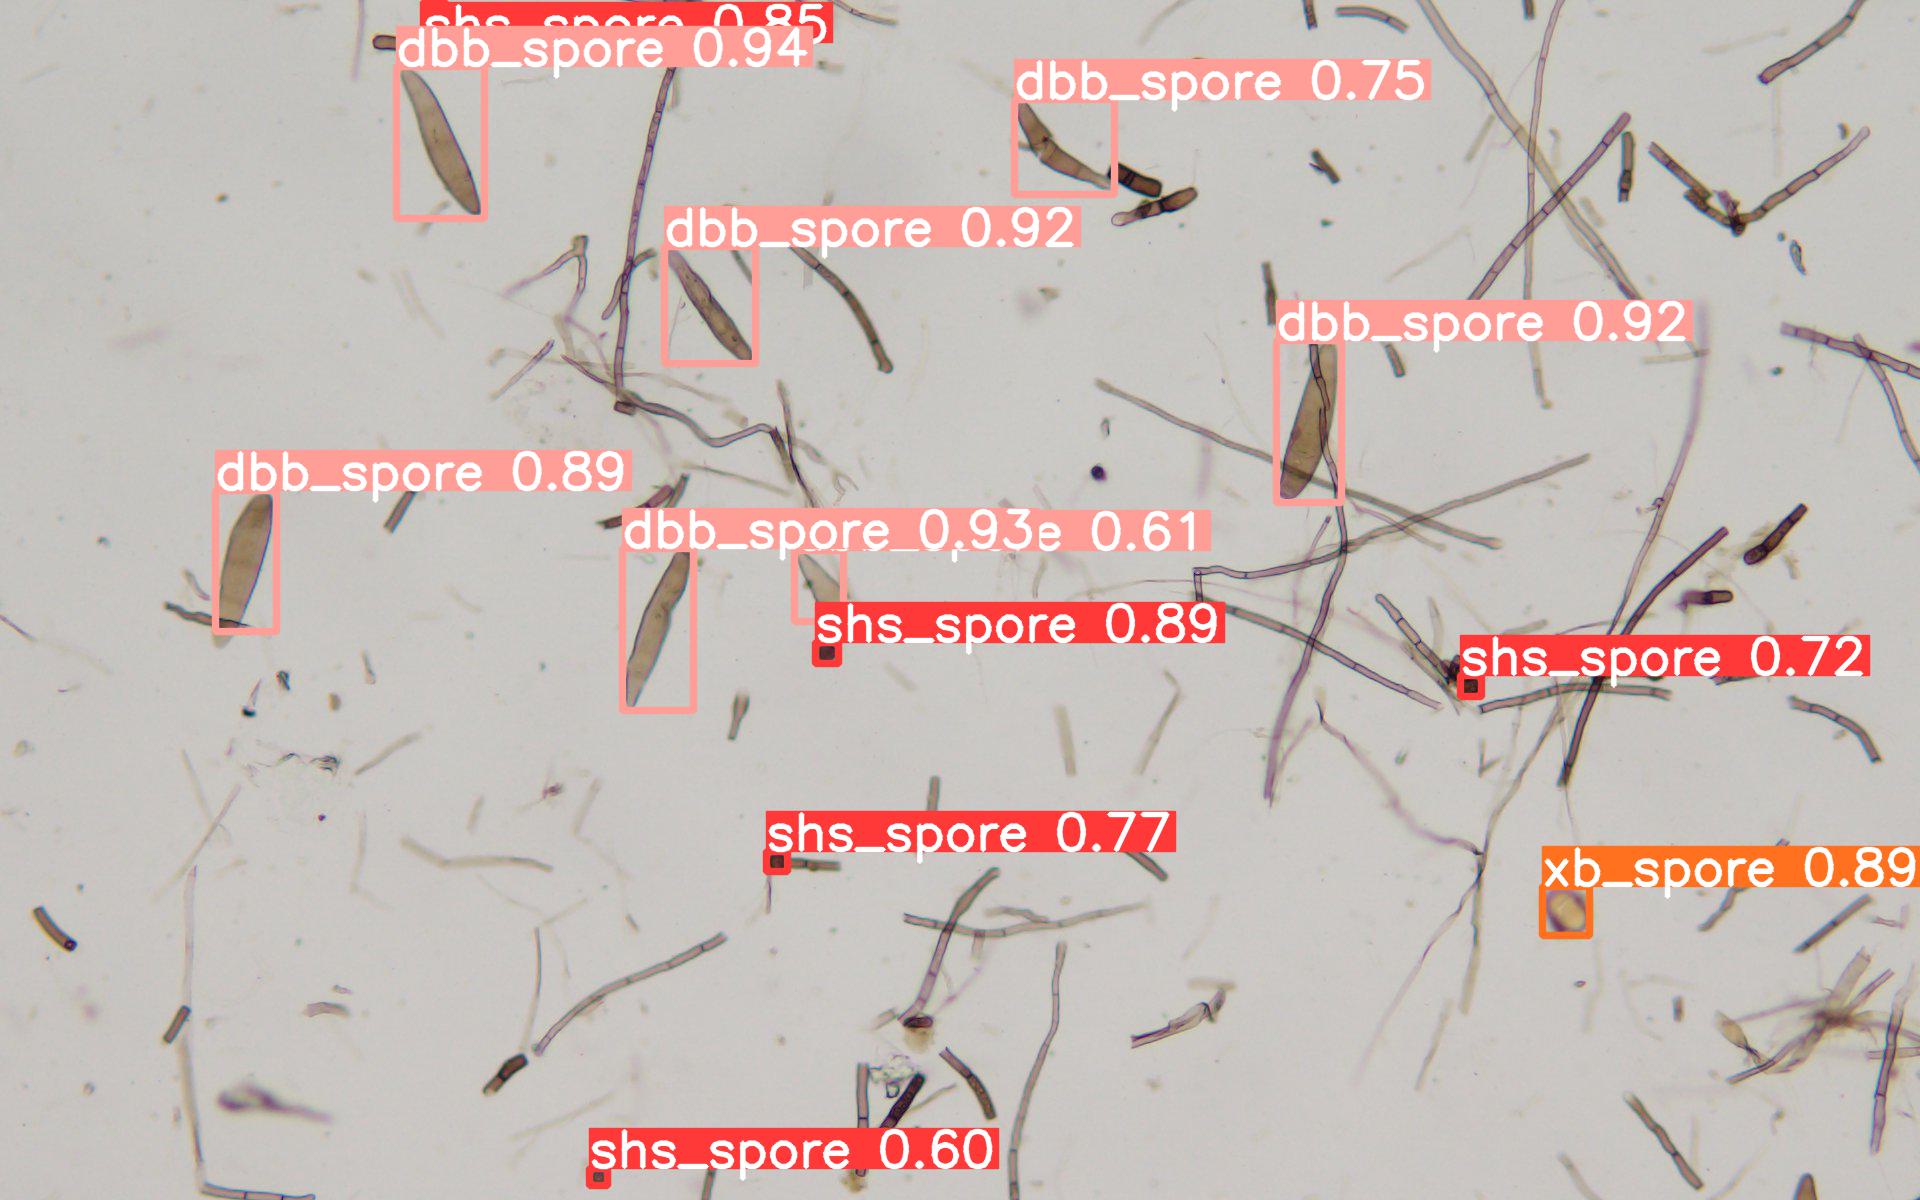 shs_spore 0.85
dbb_spore 0.94
dbb_spore 0.75
dbb_spore 0.92
dbb_spore 0.92
dbb_spore 0.89
dbb_spore 0.93
0.61
shs_spore 0.89
shs_spore 0.72
shs_spore 0.77
xb_spore 0.89
shs_spore 0.60